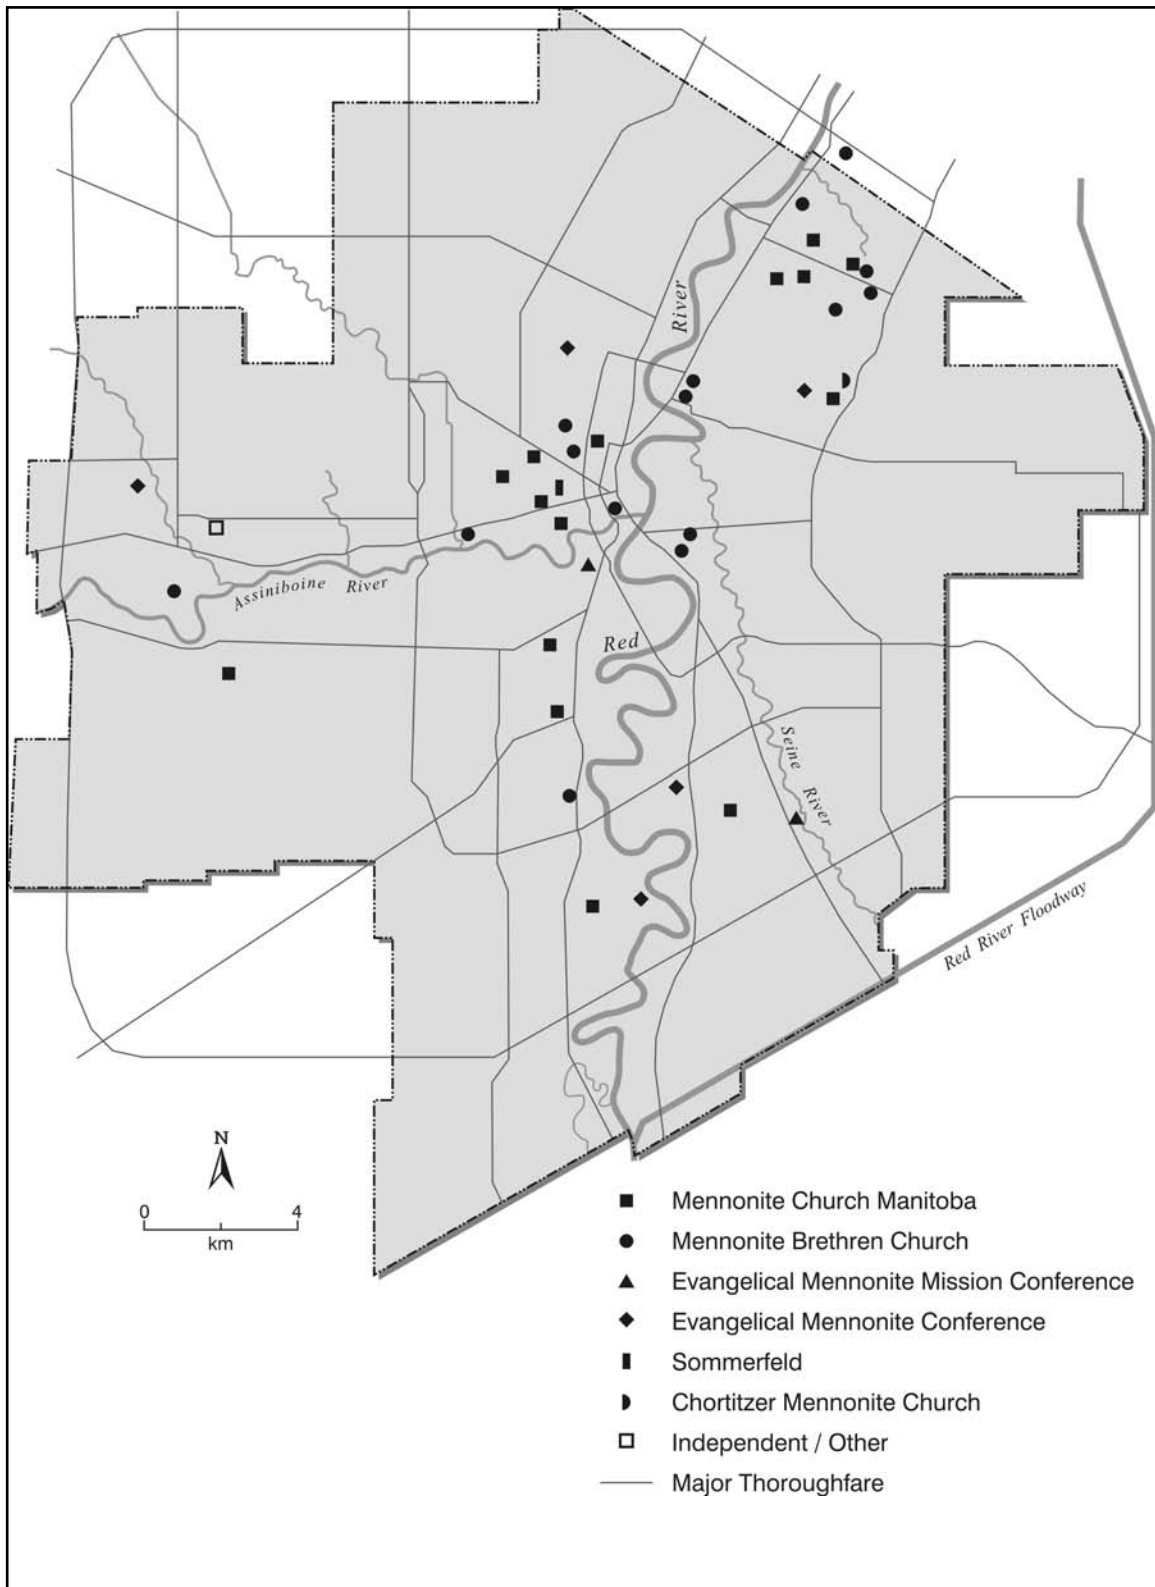 River
Assiniboine River
Red
Seine River
Red River Floodway
N
0 4
km
Mennonite Church Manitoba
Mennonite Brethren Church
Evangelical Mennonite Mission Conference
Evangelical Mennonite Conference
Sommerfeld
Chortitzer Mennonite Church
Independent / Other
Major Thoroughfare